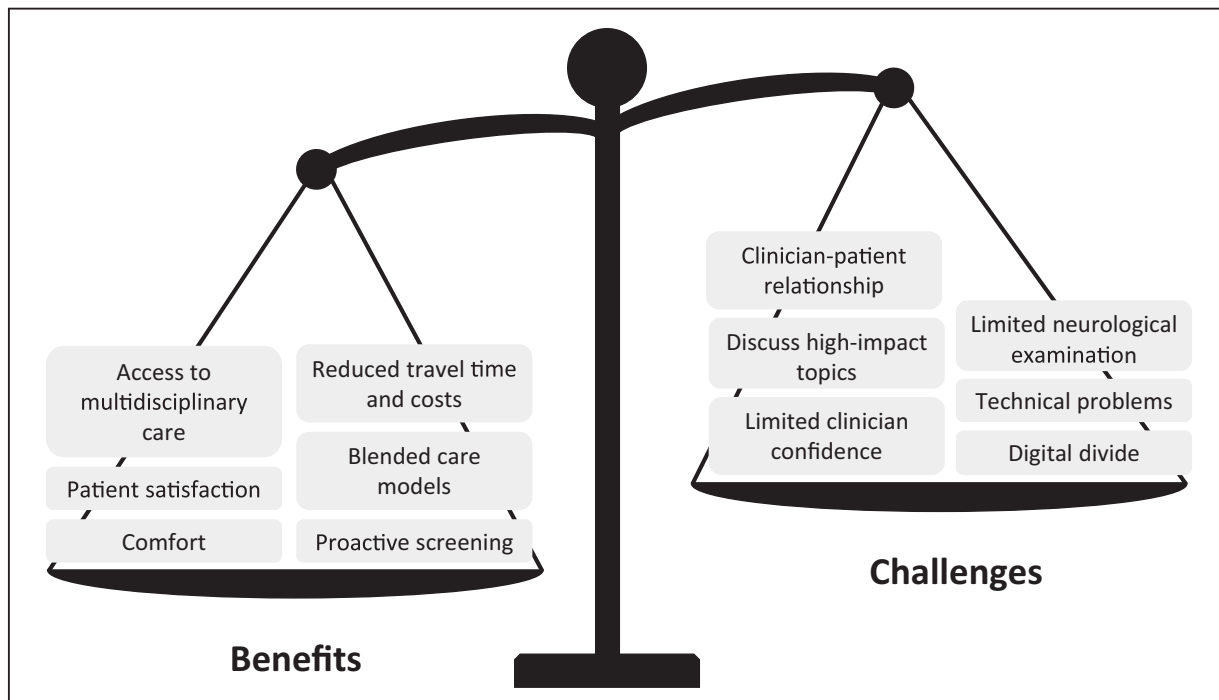 Access to
multidisciplinary
care
Patient satisfaction
Comfort
Reduced travel time
and costs
Blended care
models
Proactive screening
Benefits
Clinician-patient
relationship
Discuss high-impact
topics
Limited clinician
confidence
Limited neurological
examination
Technical problems
Digital divide
Challenges